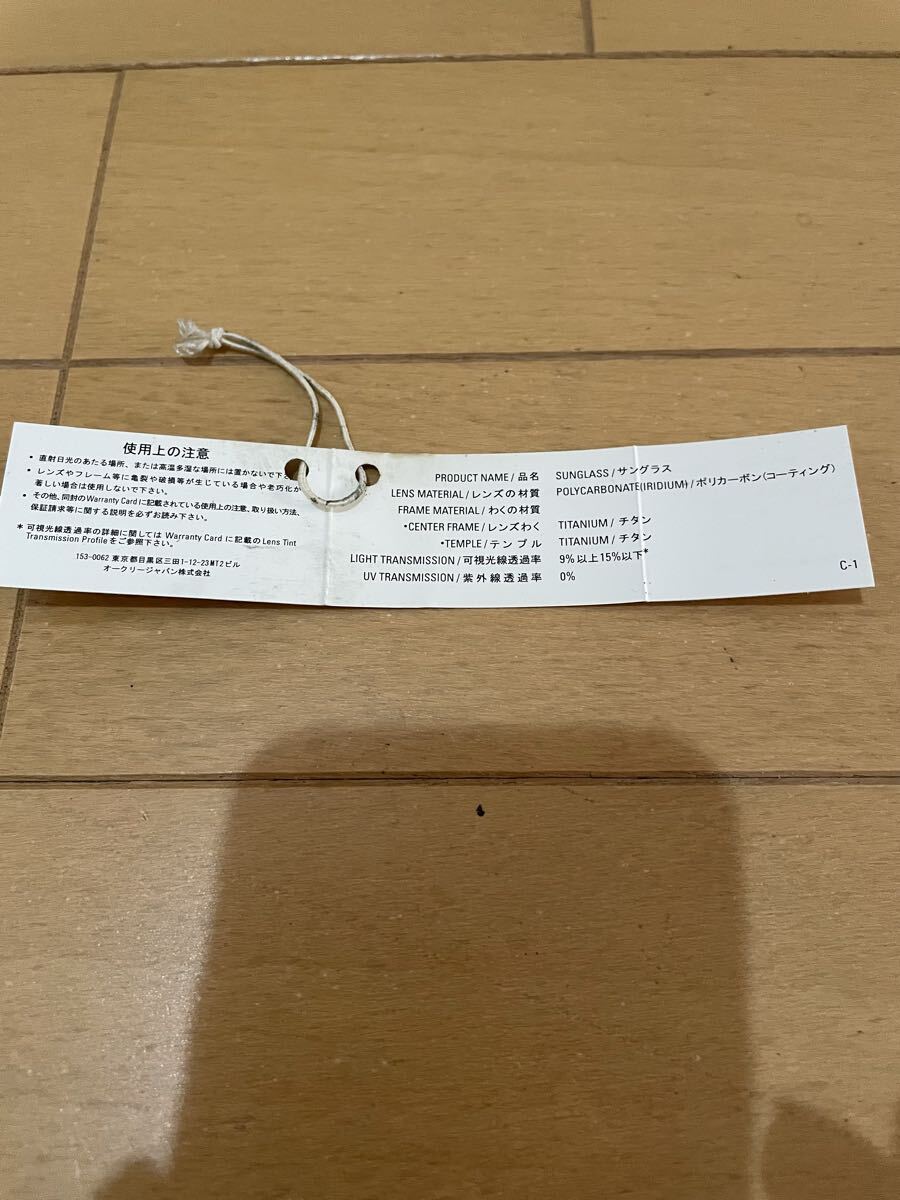 使用上の注意
• 直射日光のあたる場所、または高温多湿な場所には置かないで下さ
• レンズやフレーム等に亀裂や破損等が生じている場合や老朽化が
著しい場合は使用しないで下さい。
• その他、同封のWarranty Cardに記載されている使用上の注意、取り扱い方法、
保証請求等に関する説明を必ずお読み下さい。
* 可視光線透過率の詳細に関しては Warranty Card に記載のLens Tint
Transmission Profileをご参照下さい。
153-0062 東京都目黒区三田1-12-23MT2ビル
オークリージャパン株式会社
PRODUCT NAME / 品名 SUNGLASS / サングラス
LENS MATERIAL / レンズの材質 POLYCARBONATE(IRIDIUM) / ポリカーボン(コーティング)
FRAME MATERIAL / わくの材質
•CENTER FRAME / レンズわく TITANIUM / チタン
•TEMPLE / テンプル TITANIUM / チタン
LIGHT TRANSMISSION / 可視光線透過率 9%以上15%以下*
UV TRANSMISSION / 紫外線透過率 0%
C-1